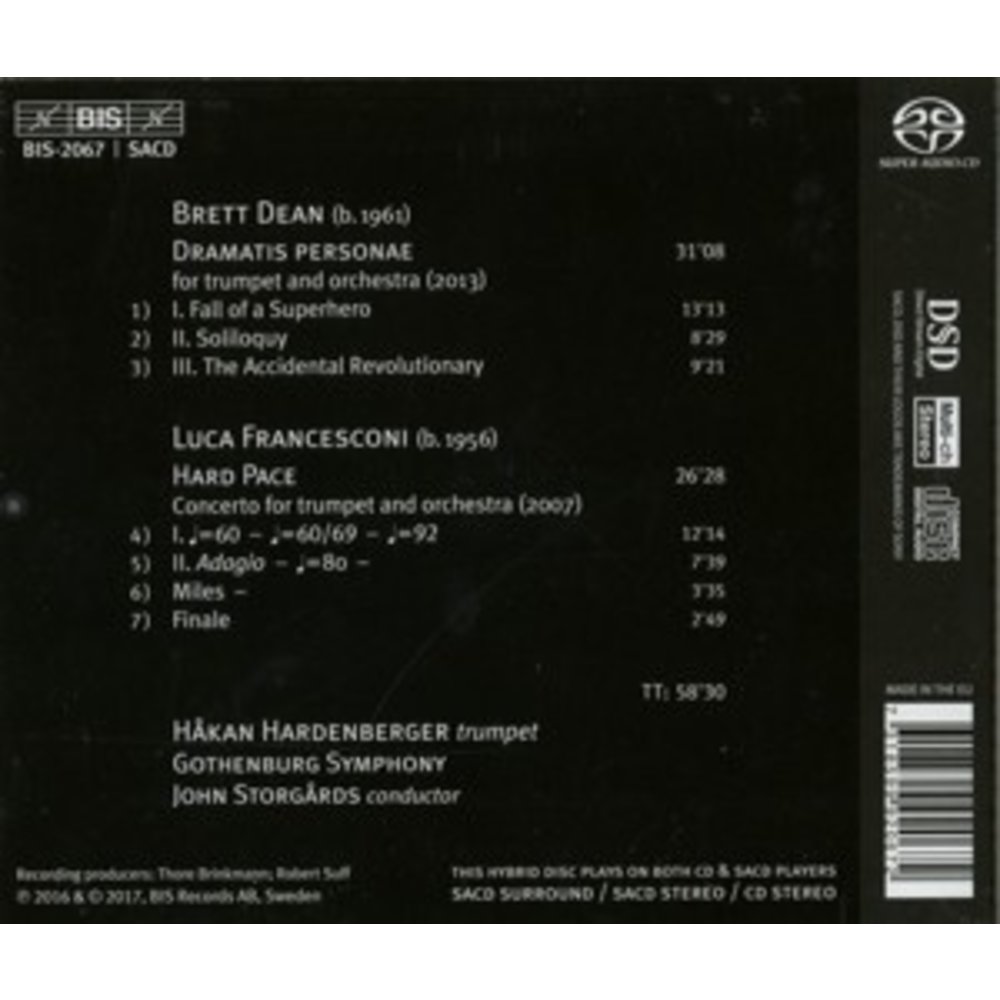 BIS
BIS-2067 | SACD
SUPER AUDIO CD
BRETT DEAN (b. 1961)
DRAMATIS PERSONAE 31'08
for trumpet and orchestra (2013)
1) I. Fall of a Superhero 13'13
2) II. Soliloquy 8'29
3) III. The Accidental Revolutionary 9'21
LUCA FRANCESCONI (b. 1956)
HARD PACE 26'28
Concerto for trumpet and orchestra (2007)
4) I. ♩=60 – ♩=60/69 – ♩=92 12'14
5) II. Adagio – ♩=80 – 7'39
6) Miles – 3'35
7) Finale 2'49
TT: 58'30
HÅKAN HARDENBERGER trumpet
GOTHENBURG SYMPHONY
JOHN STORGÅRDS conductor
Recording producers: Thore Brinkmann, Robert Suff
℗ 2016 & © 2017, BIS Records AB, Sweden
THIS HYBRID DISC PLAYS ON BOTH CD & SACD PLAYERS
SACD SURROUND / SACD STEREO / CD STEREO
DSD
Direct Stream Digital
Multi-ch
Stereo
disc
MADE IN THE EU